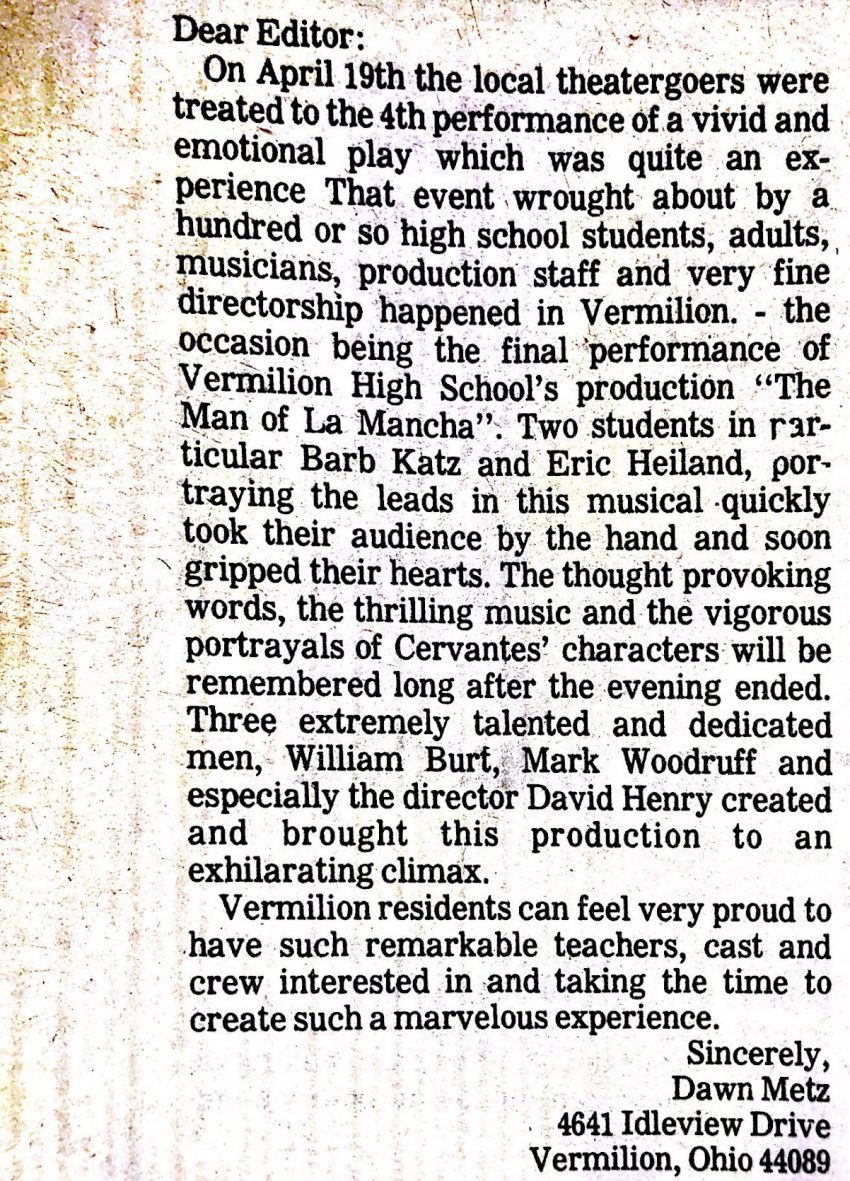 Dear Editor:
On April 19th the local theatergoers were
treated to the 4th performance of a vivid and
emotional play which was quite an ex-
perience That event wrought about by a
hundred or so high school students, adults,
musicians, production staff and very fine
directorship happened in Vermilion. - the
occasion being the final performance of
Vermilion High School's production "The
Man of La Mancha". Two students in par-
ticular Barb Katz and Eric Heiland, por-
traying the leads in this musical quickly
took their audience by the hand and soon
gripped their hearts. The thought provoking
words, the thrilling music and the vigorous
portrayals of Cervantes' characters will be
remembered long after the evening ended.
Three extremely talented and dedicated
men, William Burt, Mark Woodruff and
especially the director David Henry created
and brought this production to an
exhilarating climax.
Vermilion residents can feel very proud to
have such remarkable teachers, cast and
crew interested in and taking the time to
create such a marvelous experience.
Sincerely,
Dawn Metz
4641 Idleview Drive
Vermilion, Ohio 44089